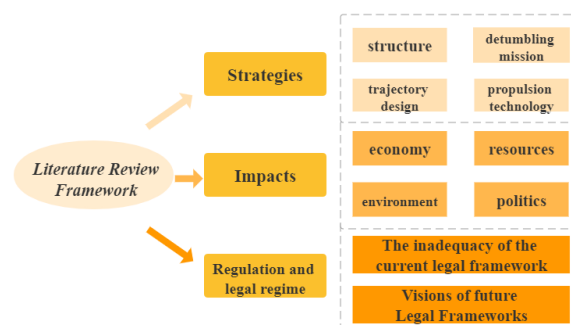 Literature Review
Framework
Strategies
structure
detumbling
mission
trajectory
design
propulsion
technology
Impacts
economy
resources
environment
politics
Regulation and
legal regime
The inadequacy of the
current legal framework
Visions of future
Legal Frameworks